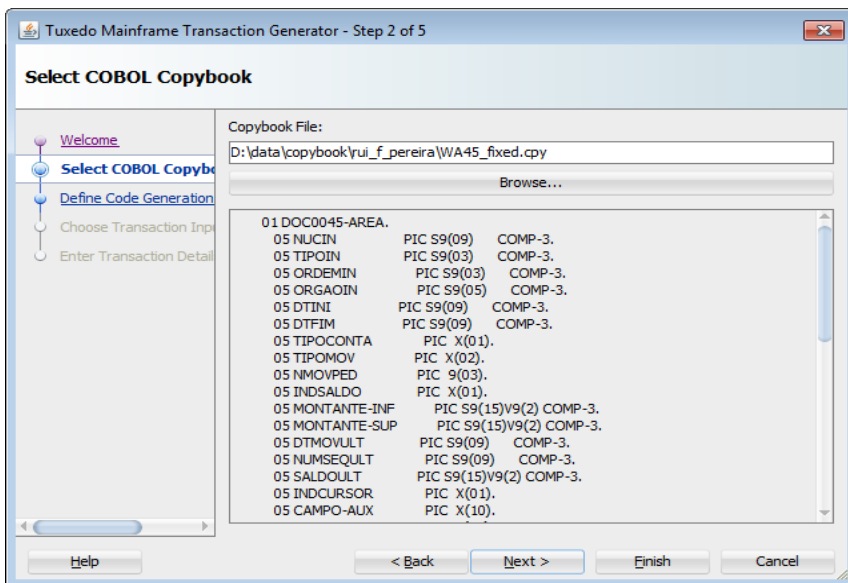 Tuxedo Mainframe Transaction Generator - Step 2 of 5
Select COBOL Copybook
Welcome
Select COBOL Copybo
Define Code Generation
Choose Transaction Inp
Enter Transaction Detail
Copybook File:
D:\data\copybook\rui_f_pereira\WA45_fixed.cpy
Browse...
01 DOC0045-AREA.
05 NUCIN PIC S9(09) COMP-3.
05 TIPOIN PIC S9(03) COMP-3.
05 ORDEMIN PIC S9(03) COMP-3.
05 ORGAOIN PIC S9(05) COMP-3.
05 DTINI PIC S9(09) COMP-3.
05 DTFIM PIC S9(09) COMP-3.
05 TIPOCONTA PIC X(01).
05 TIPOMOV PIC X(02).
05 NMOVPED PIC 9(03).
05 INDSALDO PIC X(01).
05 MONTANTE-INF PIC S9(15)V9(2) COMP-3.
05 MONTANTE-SUP PIC S9(15)V9(2) COMP-3.
05 DTMOVULT PIC S9(09) COMP-3.
05 NUMSEQULT PIC S9(09) COMP-3.
05 SALDOULT PIC S9(15)V9(2) COMP-3.
05 INDCURSOR PIC X(01).
05 CAMPO-AUX PIC X(10).
Help
< Back
Next >
Finish
Cancel